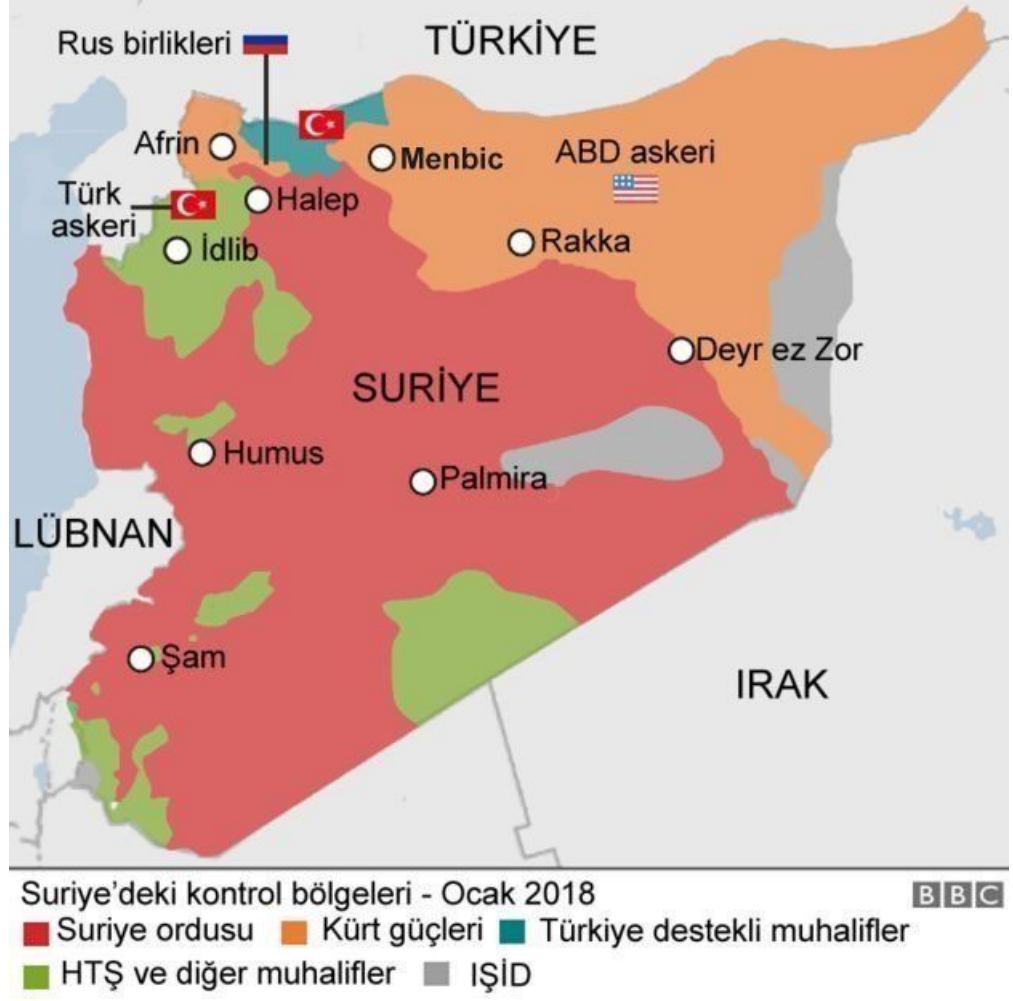 Rus birlikleri
TÜRKİYE
Afrin
Menbic
ABD askeri
Türk
askeri
Halep
İdlib
Rakka
Deyr ez Zor
SURİYE
Humus
Palmira
LÜBNAN
Şam
IRAK
Suriye’deki kontrol bölgeleri - Ocak 2018
BBC
Suriye ordusu Kürt güçleri Türkiye destekli muhalifler
HTŞ ve diğer muhalifler IŞİD